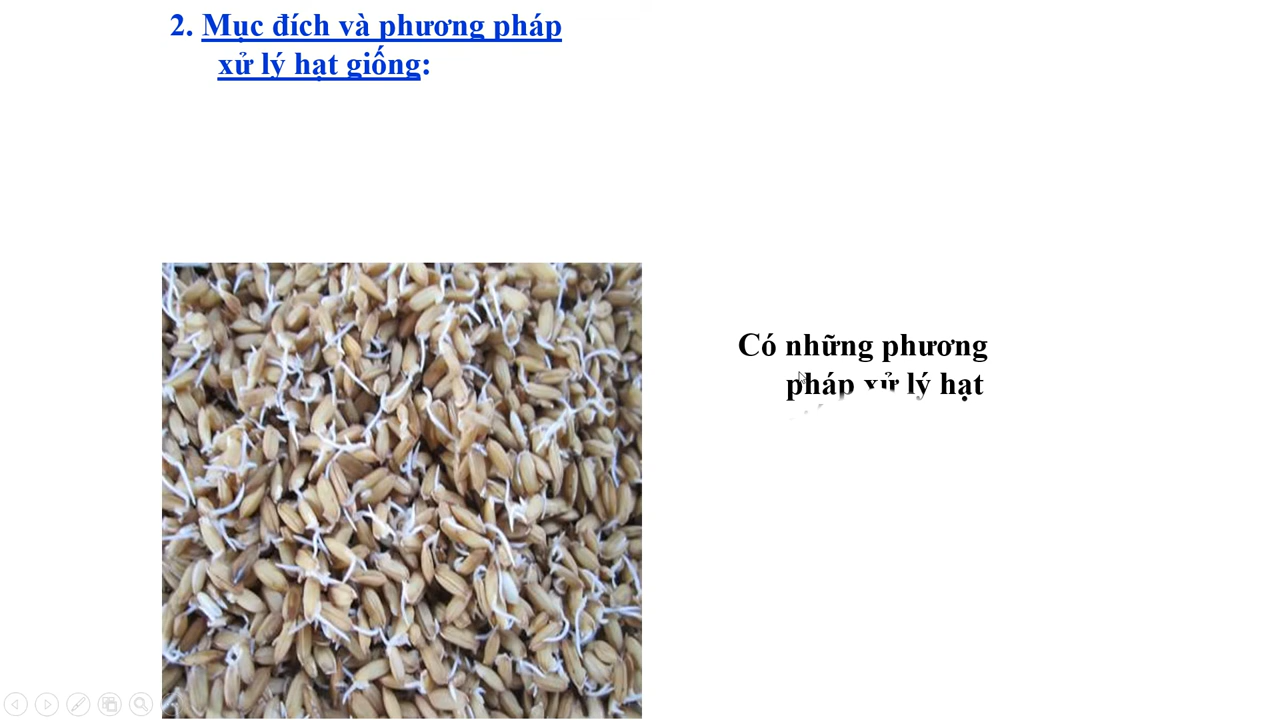 2. Mục đích và phương pháp
xử lý hạt giống:
Có những phương
pháp xử lý hạt